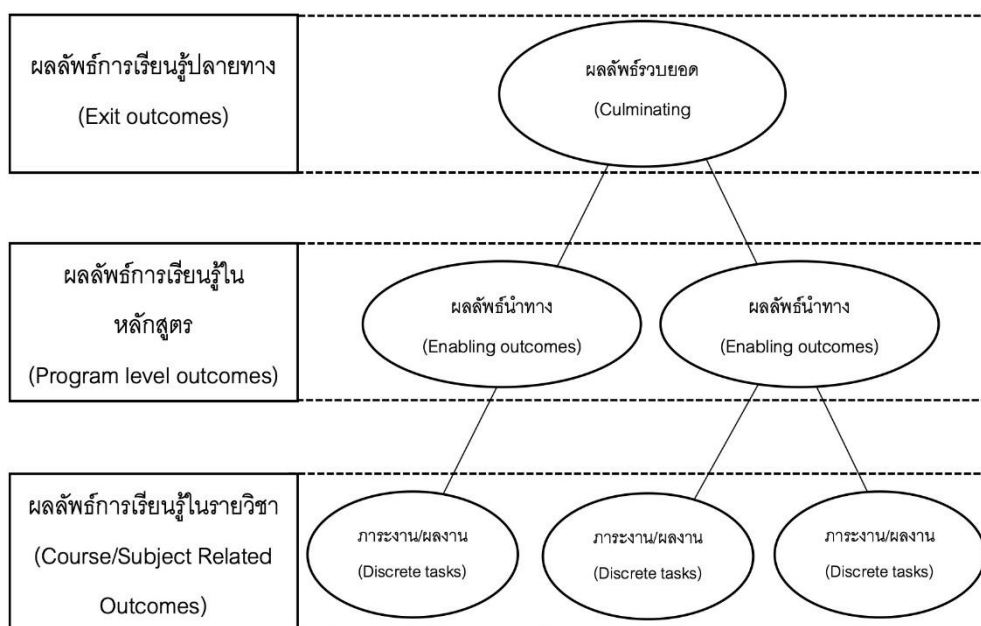 ผลลัพธ์การเรียนรู้ปลายทาง
(Exit outcomes)
ผลลัพธ์รวบยอด
(Culminating
ผลลัพธ์การเรียนรู้ใน
หลักสูตร
(Program level outcomes)
ผลลัพธ์นำทาง
(Enabling outcomes)
ผลลัพธ์นำทาง
(Enabling outcomes)
ผลลัพธ์การเรียนรู้ในรายวิชา
(Course/Subject Related
Outcomes)
ภาระงาน/ผลงาน
(Discrete tasks)
ภาระงาน/ผลงาน
(Discrete tasks)
ภาระงาน/ผลงาน
(Discrete tasks)